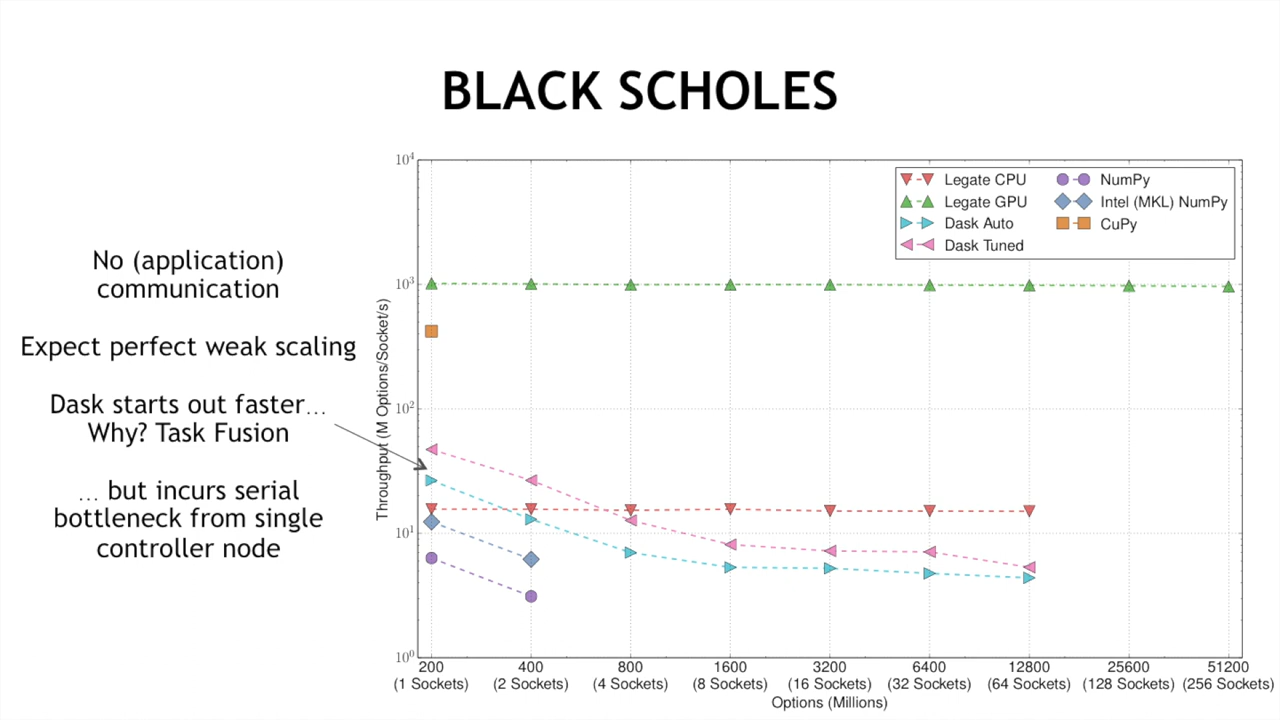 BLACK SCHOLES
No (application)
communication
Expect perfect weak scaling
Dask starts out faster…
Why? Task Fusion
… but incurs serial
bottleneck from single
controller node
Throughput (M Options/Socket/s)
10^4
10^3
10^2
10^1
10^0
Legate CPU
Legate GPU
Dask Auto
Dask Tuned
NumPy
Intel (MKL) NumPy
CuPy
200 400 800 1600 3200 6400 12800 25600 51200
(1 Sockets) (2 Sockets) (4 Sockets) (8 Sockets) (16 Sockets) (32 Sockets) (64 Sockets) (128 Sockets) (256 Sockets)
Options (Millions)